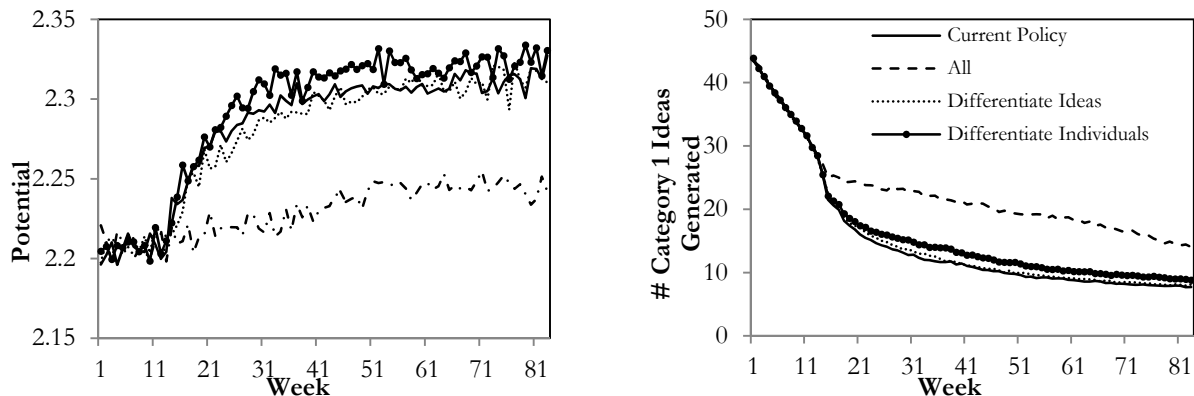 2.35
2.3
2.25
2.2
2.15
Potential
1 11 21 31 41 51 61 71 81
Week
50
40
30
20
10
0
# Category 1 Ideas
Generated
1 11 21 31 41 51 61 71 81
Week
Current Policy
All
Differentiate Ideas
Differentiate Individuals